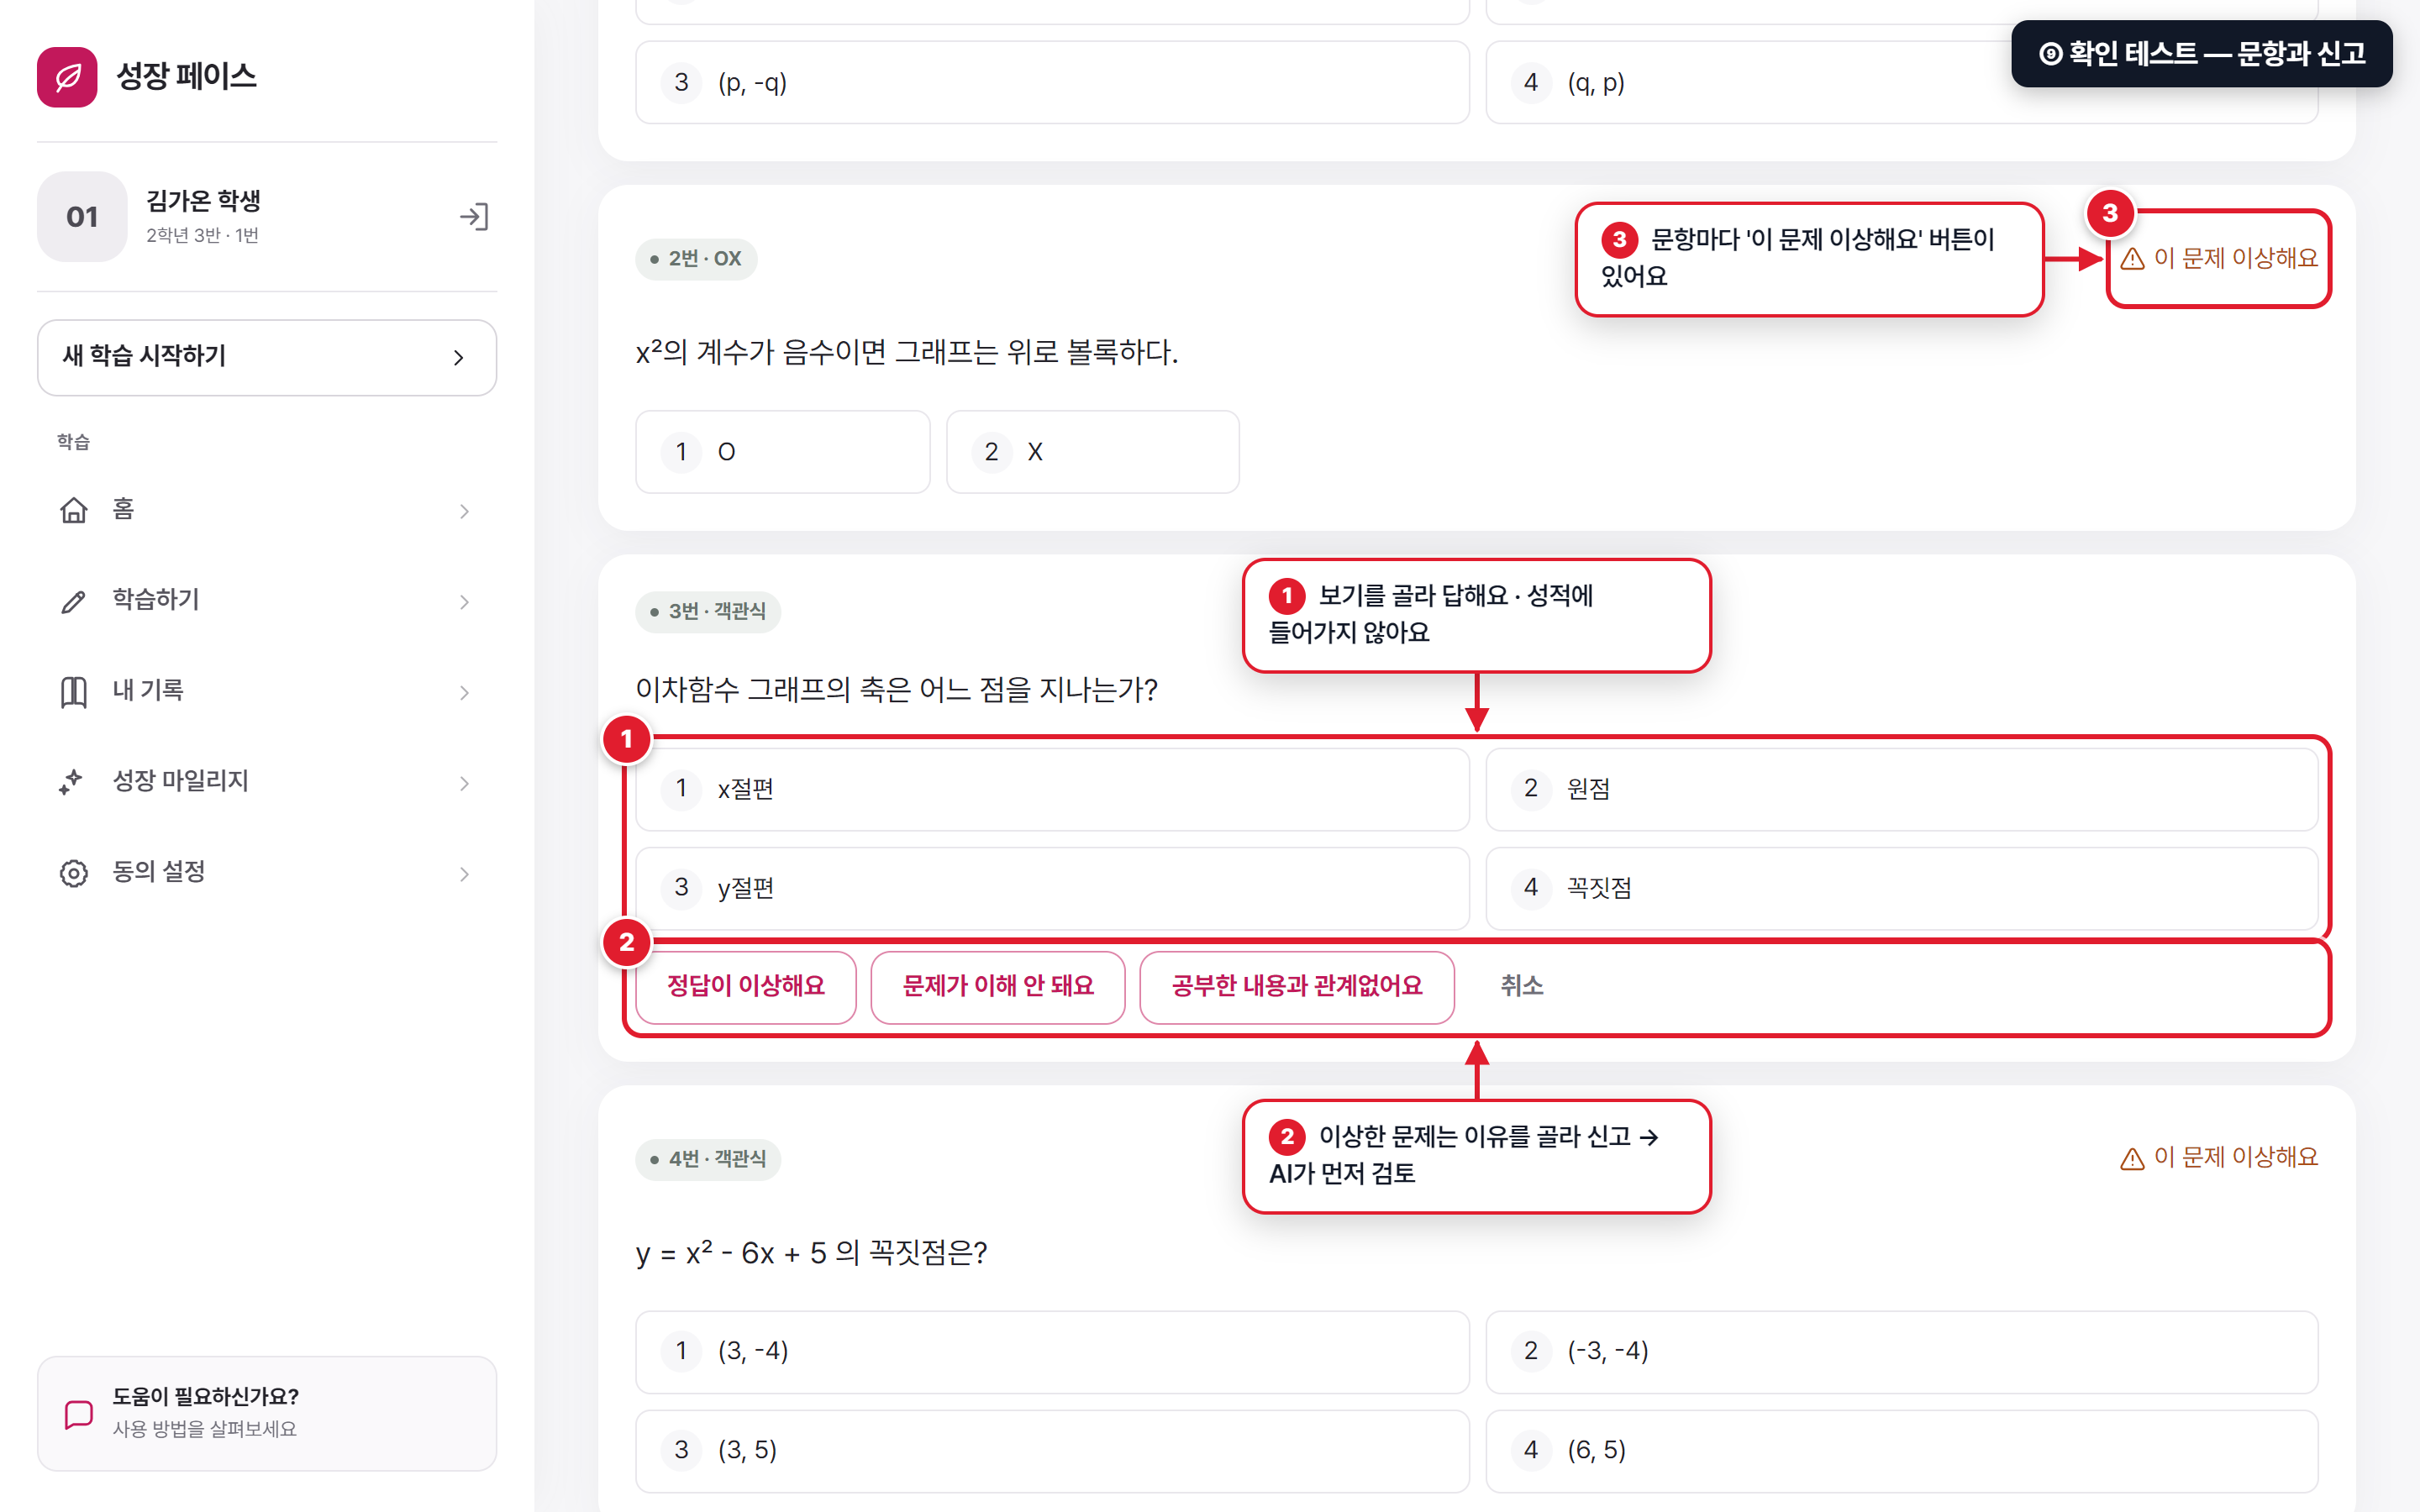 성장 페이스
01
김가온 학생
2학년 3반 · 1번
새 학습 시작하기
학습
홈
학습하기
내 기록
성장 마일리지
동의 설정
도움이 필요하신가요?
사용 방법을 살펴보세요
⑨ 확인 테스트 — 문항과 신고
3 (p, -q)
4 (q, p)
2번 · OX
3 문항마다 '이 문제 이상해요' 버튼이
있어요
3
이 문제 이상해요
x²의 계수가 음수이면 그래프는 위로 볼록하다.
1 O
2 X
3번 · 객관식
1 보기를 골라 답해요 · 성적에
들어가지 않아요
이차함수 그래프의 축은 어느 점을 지나는가?
1
1 x절편
2 원점
3 y절편
4 꼭짓점
2
정답이 이상해요
문제가 이해 안 돼요
공부한 내용과 관계없어요
취소
2 이상한 문제는 이유를 골라 신고 →
AI가 먼저 검토
4번 · 객관식
이 문제 이상해요
y = x² - 6x + 5 의 꼭짓점은?
1 (3, -4)
2 (-3, -4)
3 (3, 5)
4 (6, 5)